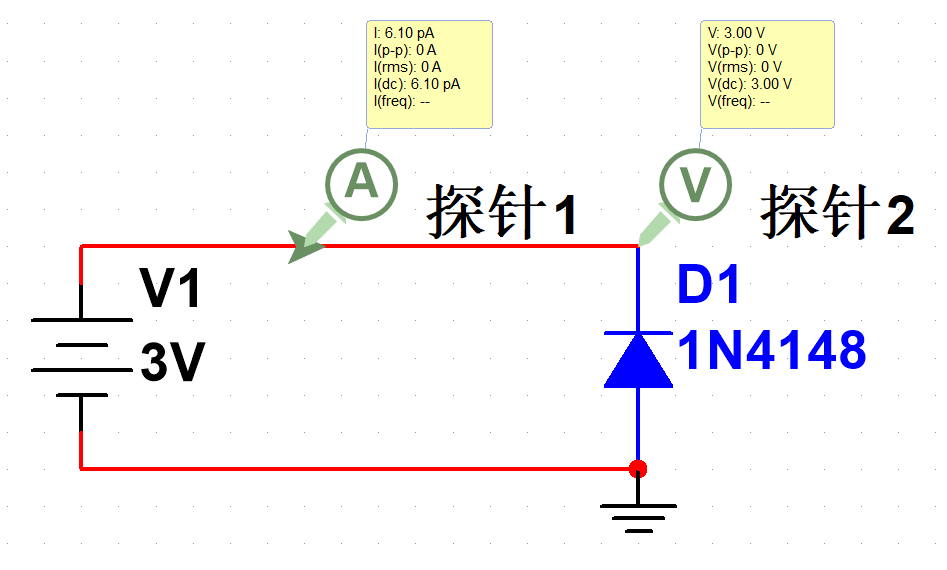 I: 6.10 pA
I(p-p): 0 A
I(rms): 0 A
I(dc): 6.10 pA
I(freq): --
V: 3.00 V
V(p-p): 0 V
V(rms): 0 V
V(dc): 3.00 V
V(freq): --
A
探针1
V
探针2
V1
3V
D1
1N4148